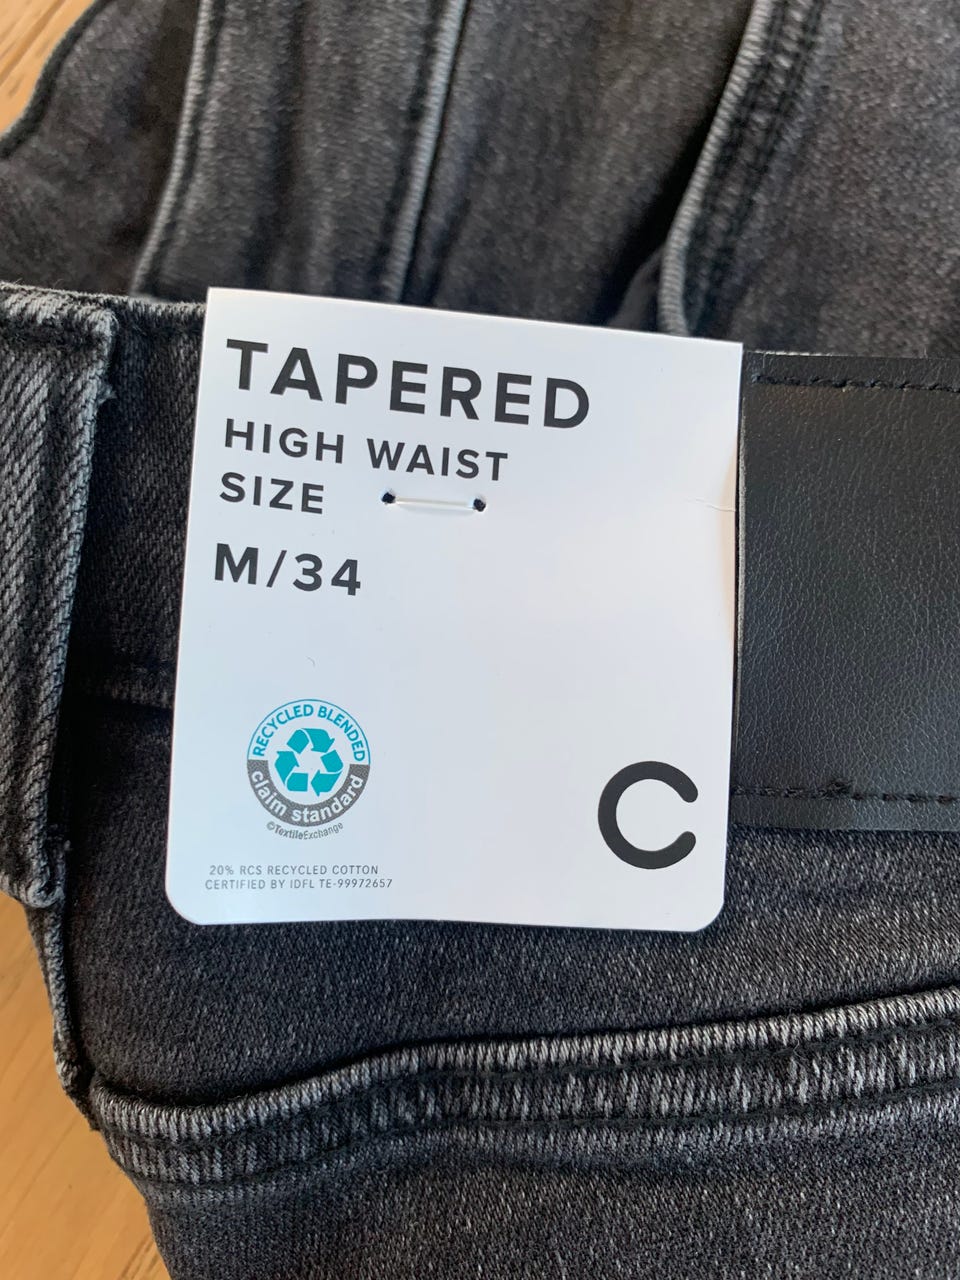 TAPERED
HIGH WAIST
SIZE
M/34
RECYCLED BLENDED
claim standard
©TextileExchange
C
20% RCS RECYCLED COTTON
CERTIFIED BY IDFL TE-99972657